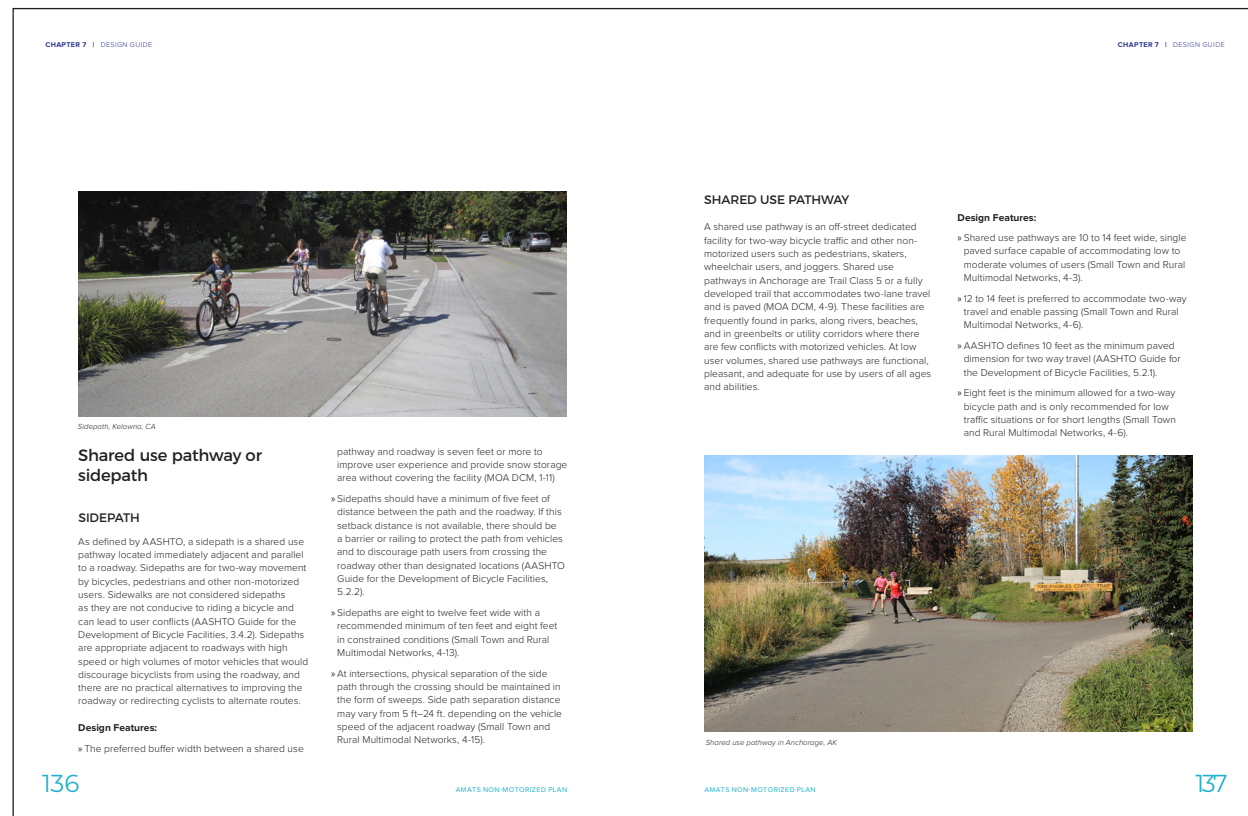 CHAPTER 7 | DESIGN GUIDE
Sidepath, Kelowna, CA
Shared use pathway or
sidepath
SIDEPATH
As defined by AASHTO, a sidepath is a shared use
pathway located immediately adjacent and parallel
to a roadway. Sidepaths are for two-way movement
by bicycles, pedestrians and other non-motorized
users. Sidewalks are not considered sidepaths
as they are not conducive to riding a bicycle and
can lead to user conflicts (AASHTO Guide for the
Development of Bicycle Facilities, 3.4.2). Sidepaths
are appropriate adjacent to roadways with high
speed or high volumes of motor vehicles that would
discourage bicyclists from using the roadway, and
there are no practical alternatives to improving the
roadway or redirecting cyclists to alternate routes.
Design Features:
» The preferred buffer width between a shared use
pathway and roadway is seven feet or more to
improve user experience and provide snow storage
area without covering the facility (MOA DCM, 1-11)
» Sidepaths should have a minimum of five feet of
distance between the path and the roadway. If this
setback distance is not available, there should be
a barrier or railing to protect the path from vehicles
and to discourage path users from crossing the
roadway other than designated locations (AASHTO
Guide for the Development of Bicycle Facilities,
5.2.2).
» Sidepaths are eight to twelve feet wide with a
recommended minimum of ten feet and eight feet
in constrained conditions (Small Town and Rural
Multimodal Networks, 4-13).
» At intersections, physical separation of the side
path through the crossing should be maintained in
the form of sweeps. Side path separation distance
may vary from 5 ft–24 ft. depending on the vehicle
speed of the adjacent roadway (Small Town and
Rural Multimodal Networks, 4-15).
136
AMATS NON-MOTORIZED PLAN
CHAPTER 7 | DESIGN GUIDE
SHARED USE PATHWAY
A shared use pathway is an off-street dedicated
facility for two-way bicycle traffic and other non-
motorized users such as pedestrians, skaters,
wheelchair users, and joggers. Shared use
pathways in Anchorage are Trail Class 5 or a fully
developed trail that accommodates two-lane travel
and is paved (MOA DCM, 4-9). These facilities are
frequently found in parks, along rivers, beaches,
and in greenbelts or utility corridors where there
are few conflicts with motorized vehicles. At low
user volumes, shared use pathways are functional,
pleasant, and adequate for use by users of all ages
and abilities.
Design Features:
» Shared use pathways are 10 to 14 feet wide, single
paved surface capable of accommodating low to
moderate volumes of users (Small Town and Rural
Multimodal Networks, 4-3).
» 12 to 14 feet is preferred to accommodate two-way
travel and enable passing (Small Town and Rural
Multimodal Networks, 4-6).
» AASHTO defines 10 feet as the minimum paved
dimension for two way travel (AASHTO Guide for
the Development of Bicycle Facilities, 5.2.1).
» Eight feet is the minimum allowed for a two-way
bicycle path and is only recommended for low
traffic situations or for short lengths (Small Town
and Rural Multimodal Networks, 4-6).
TONY KNOWLES COASTAL TRAIL
Shared use pathway in Anchorage, AK
AMATS NON-MOTORIZED PLAN
137